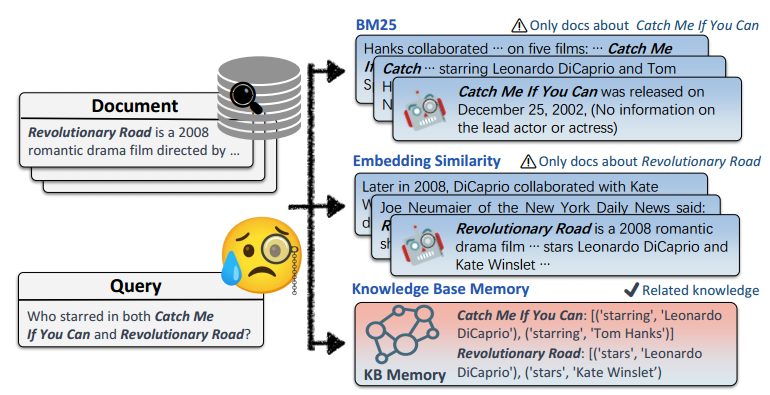 BM25
Only docs about Catch Me If You Can
Hanks collaborated ··· on five films: ··· Catch Me
Catch ··· starring Leonardo DiCaprio and Tom
Catch Me If You Can was released on
December 25, 2002, (No information on
the lead actor or actress)
Document
Revolutionary Road is a 2008
romantic drama film directed by ...
Embedding Similarity
Only docs about Revolutionary Road
Later in 2008, DiCaprio collaborated with Kate
Joe Neumaier of the New York Daily News said:
Revolutionary Road is a 2008 romantic
drama film ··· stars Leonardo DiCaprio and
Kate Winslet ···
Query
Who starred in both Catch Me
If You Can and Revolutionary Road?
Knowledge Base Memory
Related knowledge
KB Memory
Catch Me If You Can: [('starring', 'Leonardo
DiCaprio'), ('starring', 'Tom Hanks')]
Revolutionary Road: [('stars', 'Leonardo
DiCaprio'), ('stars', 'Kate Winslet')